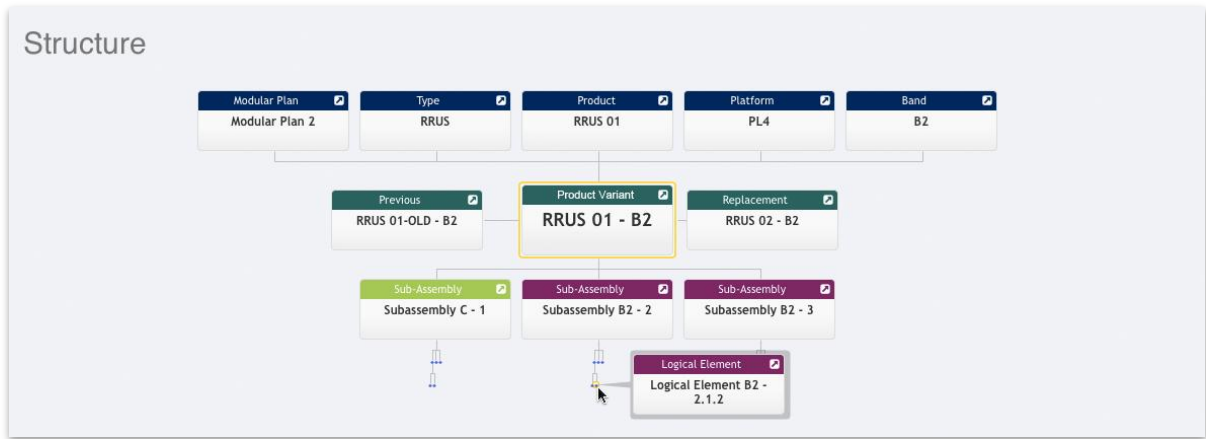 Structure
Modular Plan
Type
Product
Platform
Band
Modular Plan 2
RRUS
RRUS 01
PL4
B2
Previous
Product Variant
Replacement
RRUS 01-OLD - B2
RRUS 01 - B2
RRUS 02 - B2
Sub-Assembly
Sub-Assembly
Sub-Assembly
Subassembly C - 1
Subassembly B2 - 2
Subassembly B2 - 3
Logical Element
Logical Element B2 -
2.1.2